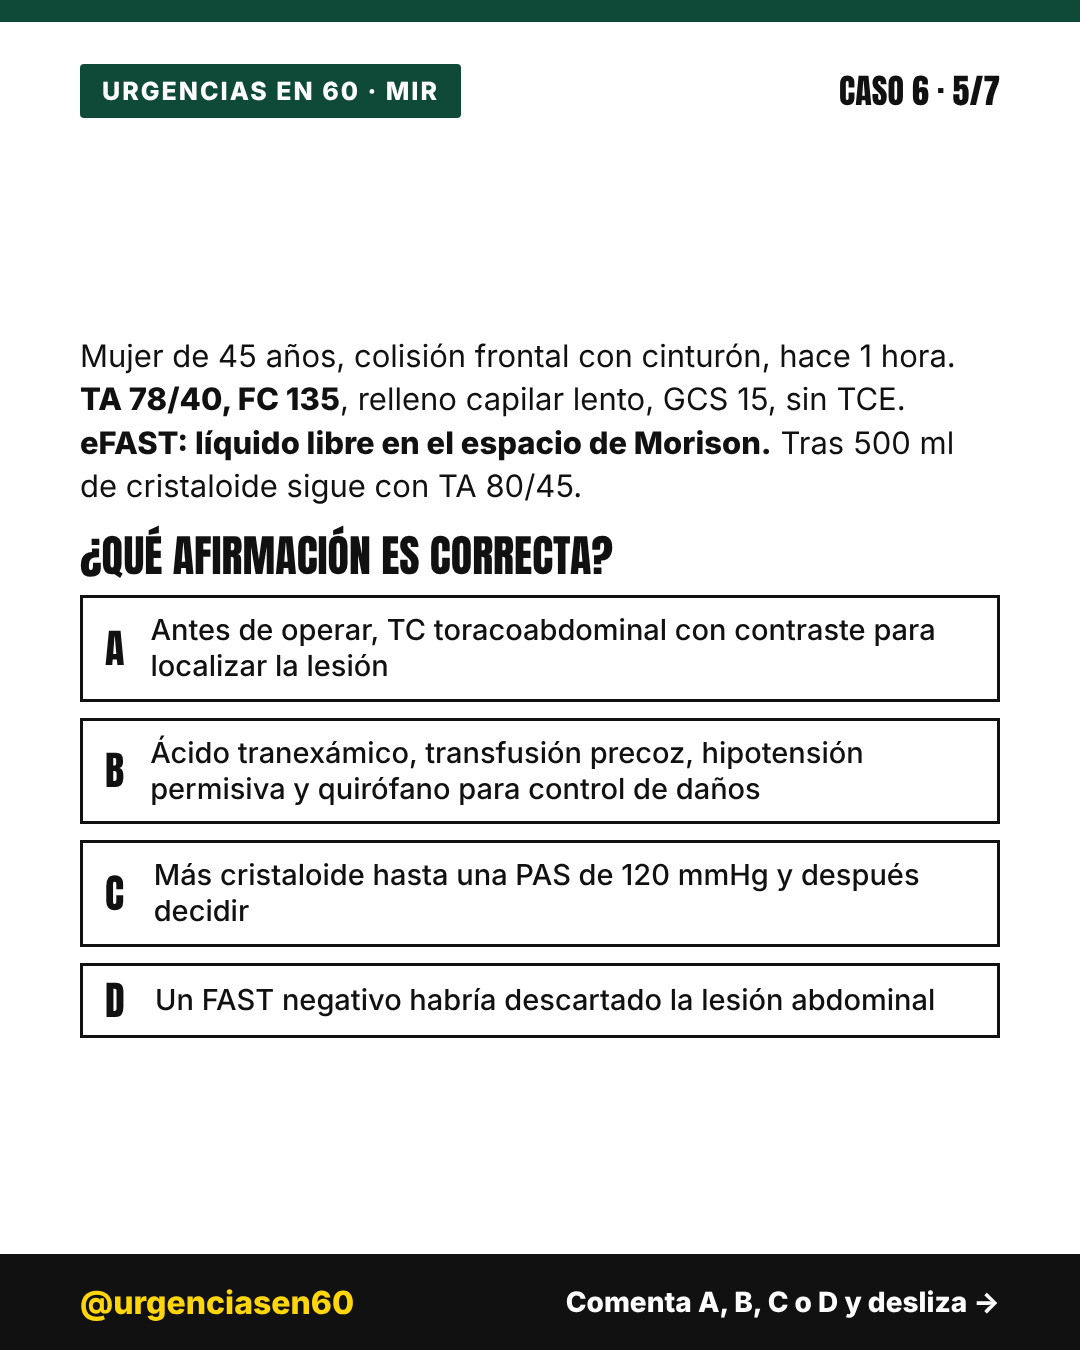 URGENCIAS EN 60 · MIR
CASO 6 · 5/7
Mujer de 45 años, colisión frontal con cinturón, hace 1 hora.
TA 78/40, FC 135, relleno capilar lento, GCS 15, sin TCE.
eFAST: líquido libre en el espacio de Morison. Tras 500 ml
de cristaloide sigue con TA 80/45.
¿QUÉ AFIRMACIÓN ES CORRECTA?
A Antes de operar, TC toracoabdominal con contraste para
localizar la lesión
B Ácido tranexámico, transfusión precoz, hipotensión
permisiva y quirófano para control de daños
C Más cristaloide hasta una PAS de 120 mmHg y después
decidir
D Un FAST negativo habría descartado la lesión abdominal
@urgenciasen60
Comenta A, B, C o D y desliza →